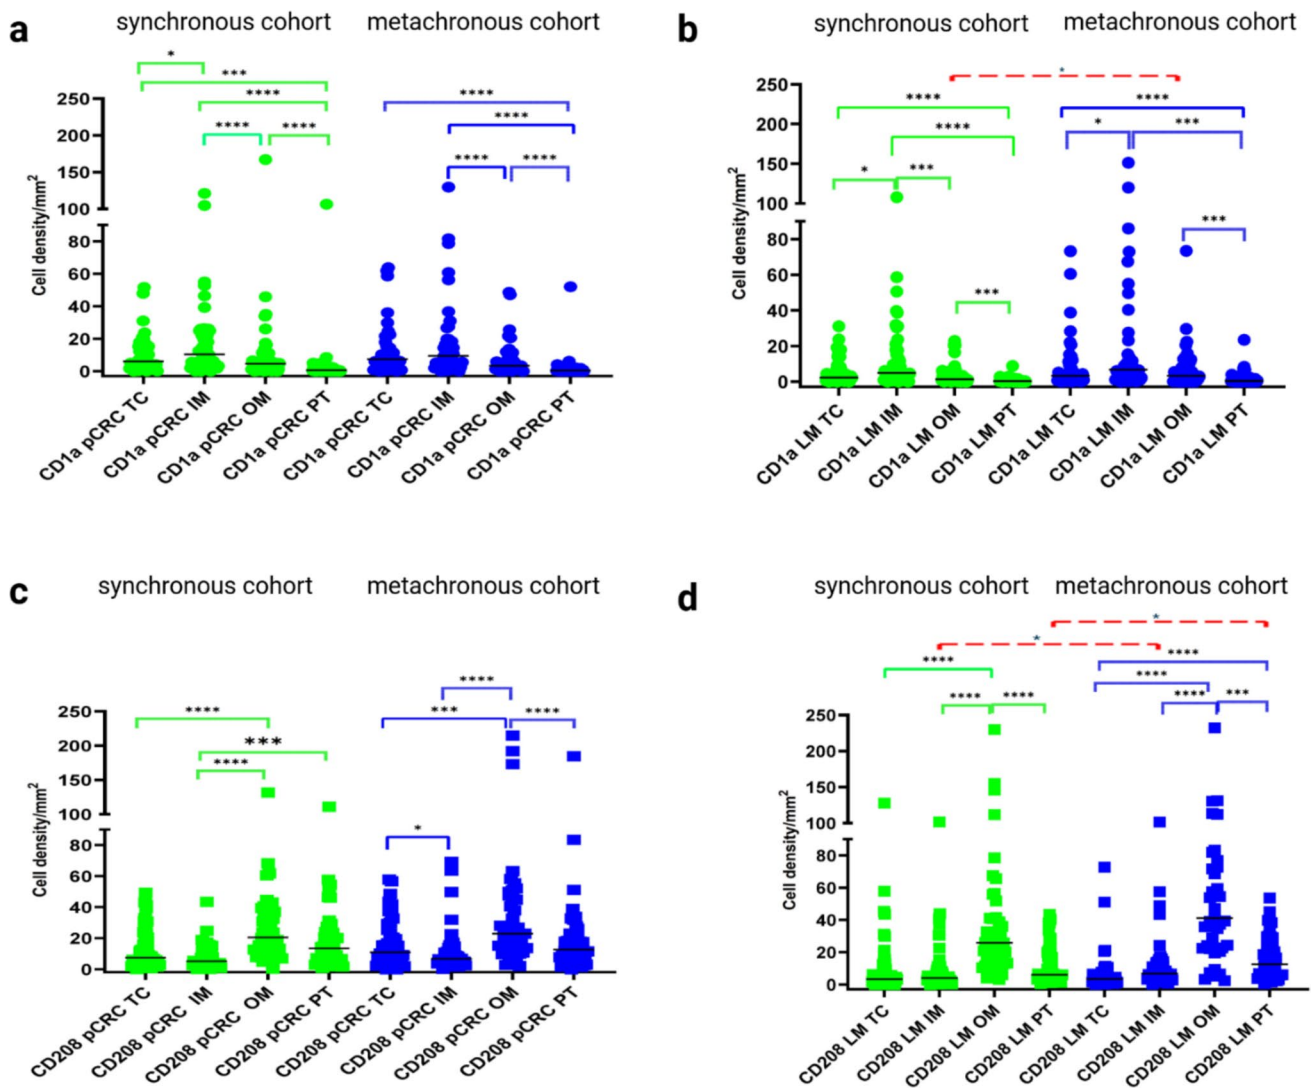 a
synchronous cohort metachronous cohort
* 
***
****
**** ****
****
****
**** ****
Cell density/mm²
250
200
150
100
80
60
40
20
0
CD1a pCRC TC
CD1a pCRC IM
CD1a pCRC OM
CD1a pCRC PT
CD1a pCRC TC
CD1a pCRC IM
CD1a pCRC OM
CD1a pCRC PT
b
synchronous cohort metachronous cohort
*
****
****
* ***
***
****
* ***
***
Cell density/mm²
250
200
150
100
80
60
40
20
0
CD1a LM TC
CD1a LM IM
CD1a LM OM
CD1a LM PT
CD1a LM TC
CD1a LM IM
CD1a LM OM
CD1a LM PT
c
synchronous cohort metachronous cohort
****
***
****
****
*** ****
*
Cell density/mm²
250
200
150
100
80
60
40
20
0
CD208 pCRC TC
CD208 pCRC IM
CD208 pCRC OM
CD208 pCRC PT
CD208 pCRC TC
CD208 pCRC IM
CD208 pCRC OM
CD208 pCRC PT
d
synchronous cohort metachronous cohort
*
*
****
**** ****
****
****
**** ***
Cell density/mm²
250
200
150
100
80
60
40
20
0
CD208 LM TC
CD208 LM IM
CD208 LM OM
CD208 LM PT
CD208 LM TC
CD208 LM IM
CD208 LM OM
CD208 LM PT